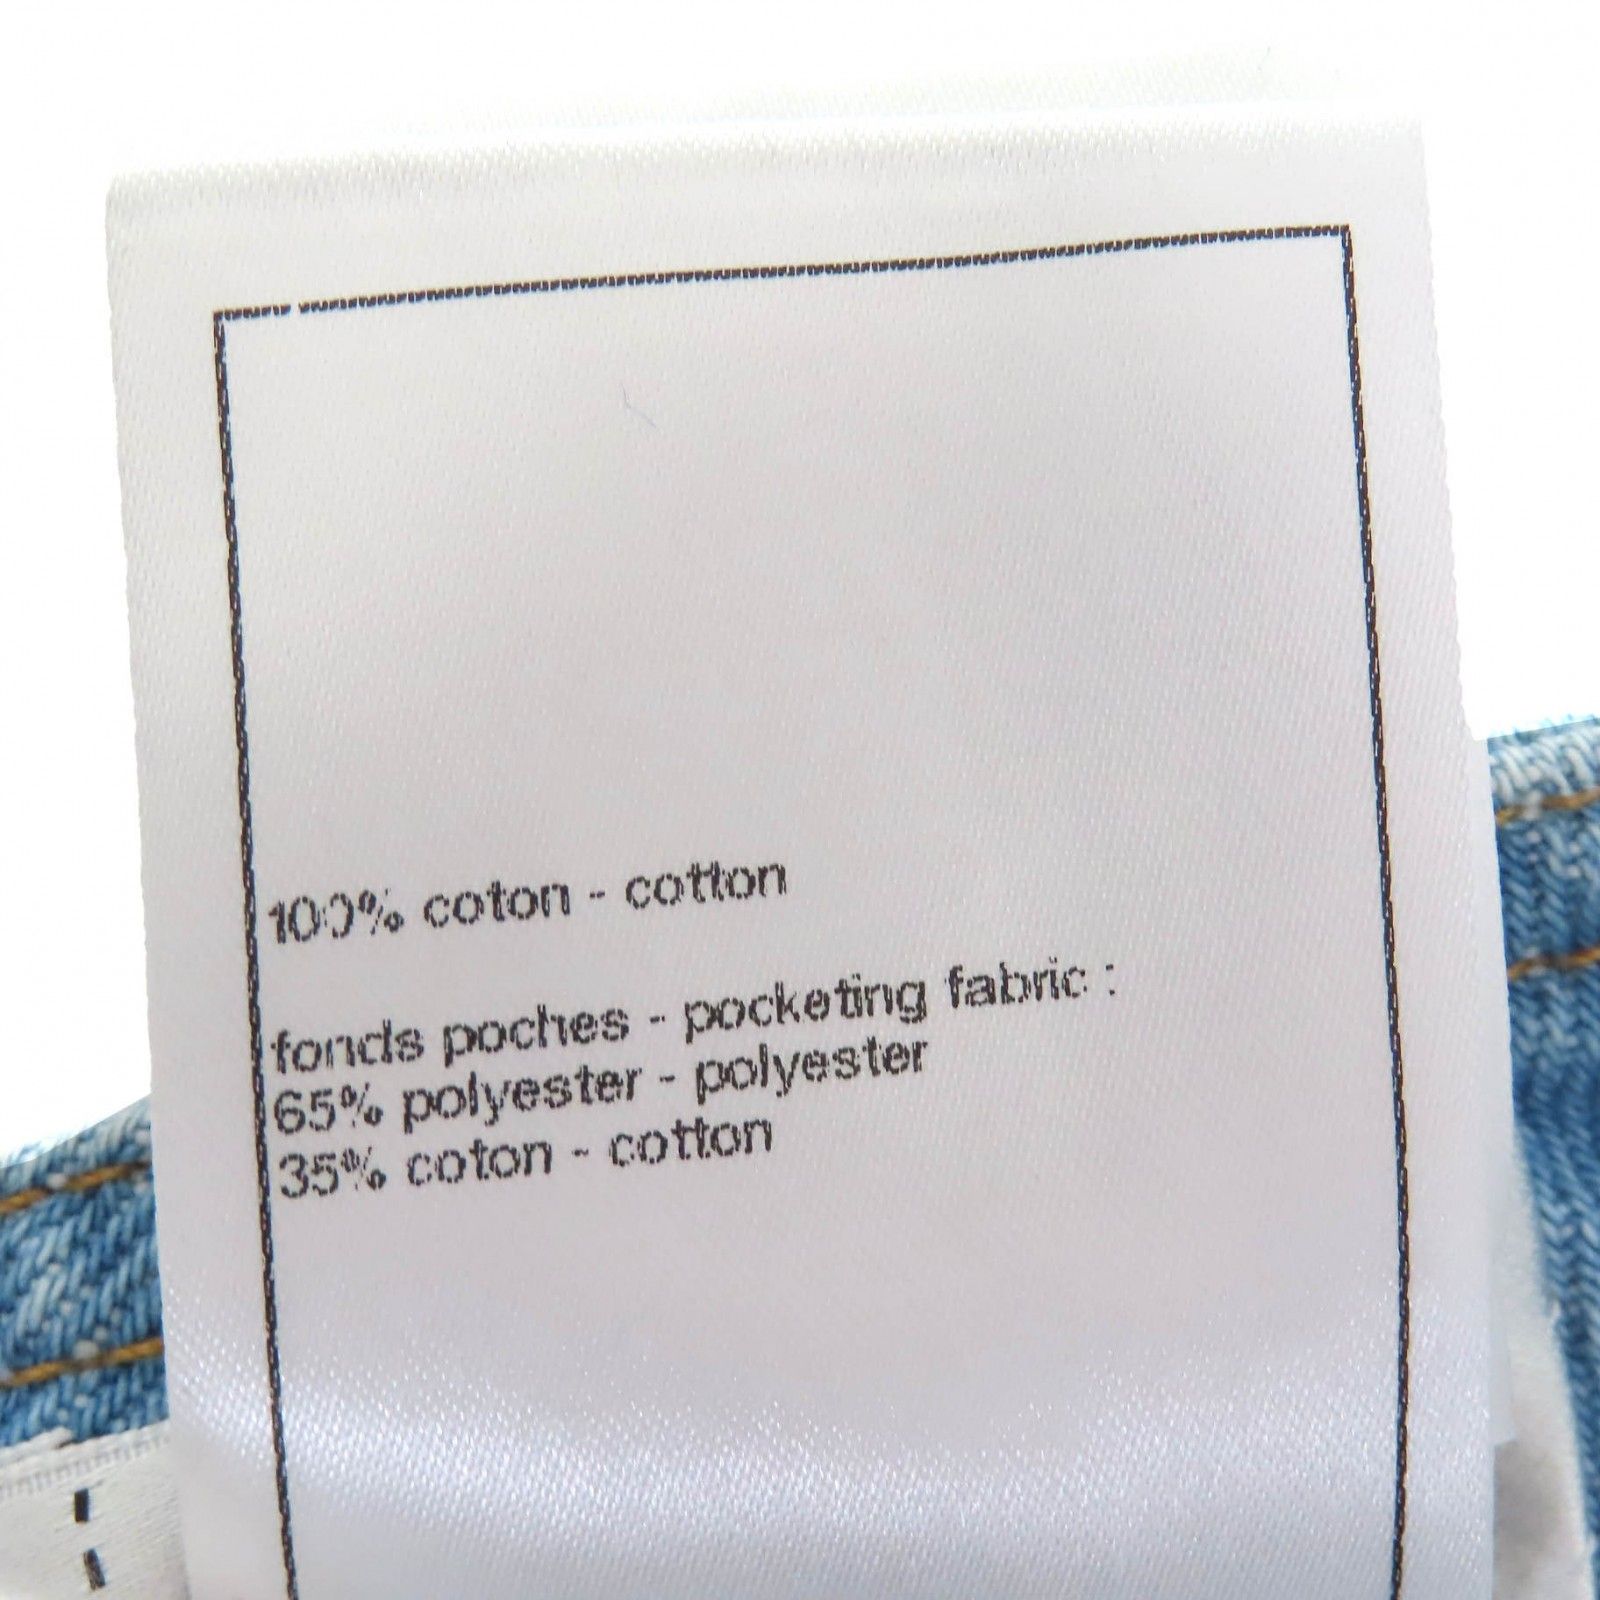 100% coton - cotton
fonds poches - pocketing fabric :
65% polyester - polyester
35% coton - cotton